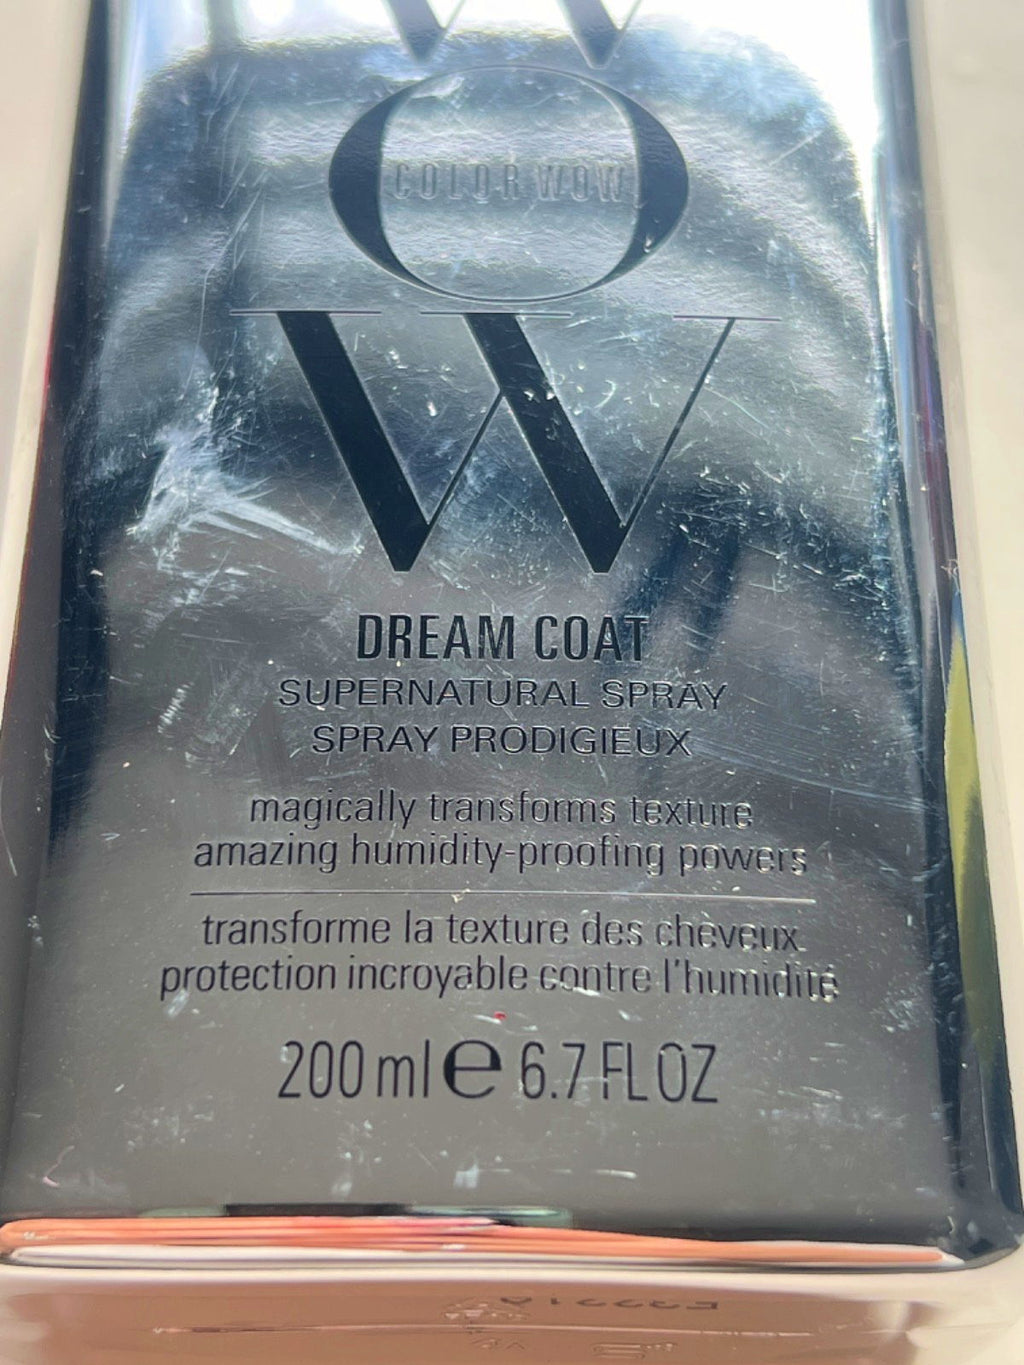 W
O
COLOR WOW
W
DREAM COAT
SUPERNATURAL SPRAY
SPRAY PRODIGIEUX
magically transforms texture
amazing humidity-proofing powers
transforme la texture des cheveux
protection incroyable contre l'humidité
200 ml e 6.7 FL OZ